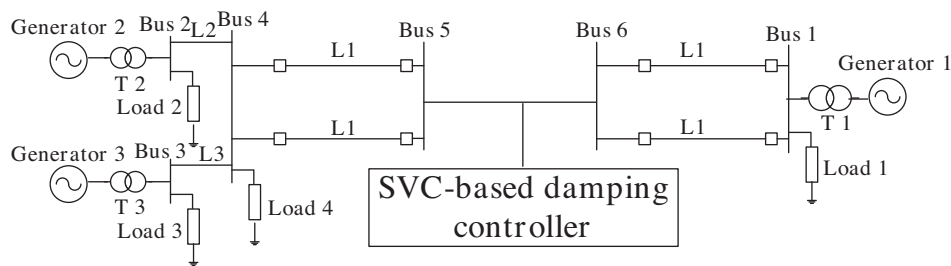 Generator 2
Bus 2
Bus 4
L2
L1
Bus 5
Bus 6
L1
Bus 1
Generator 1
T 2
Load 2
T 1
L1
L1
Generator 3
Bus 3
L3
Load 1
T 3
Load 3
Load 4
SVC-based damping
controller